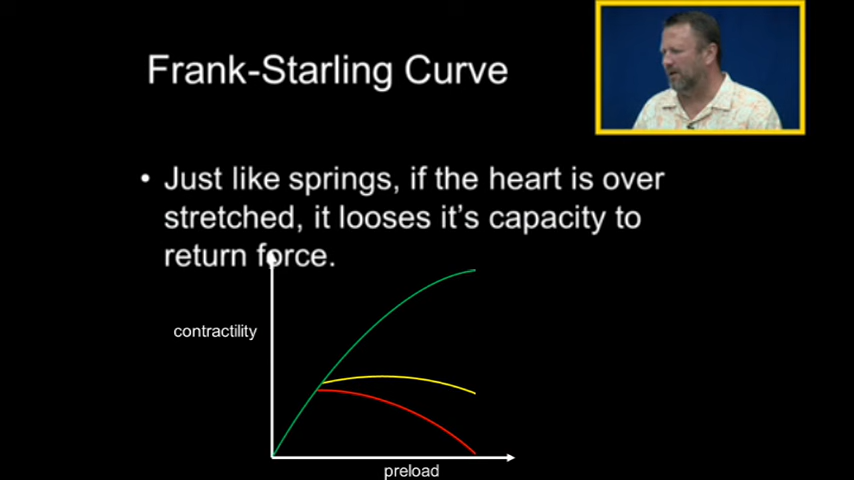 Frank-Starling Curve
• Just like springs, if the heart is over
stretched, it looses it's capacity to
return force.
contractility
preload